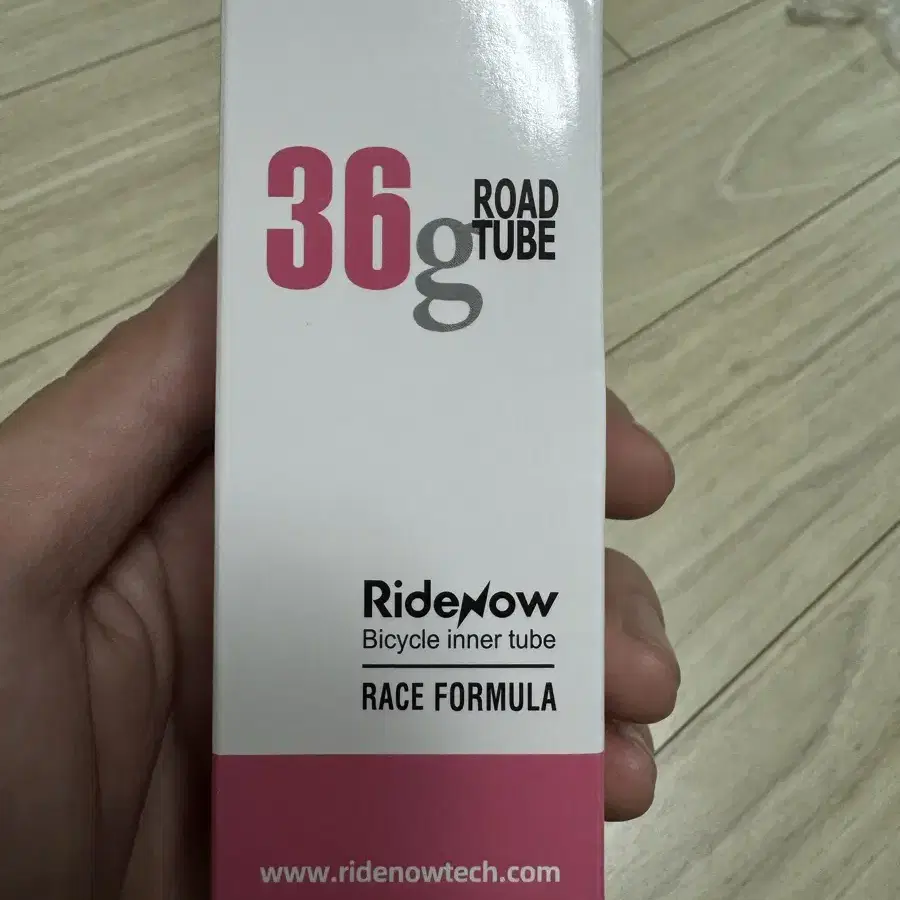 36g ROAD
TUBE
RideNow
Bicycle inner tube
RACE FORMULA
www.ridenowtech.com